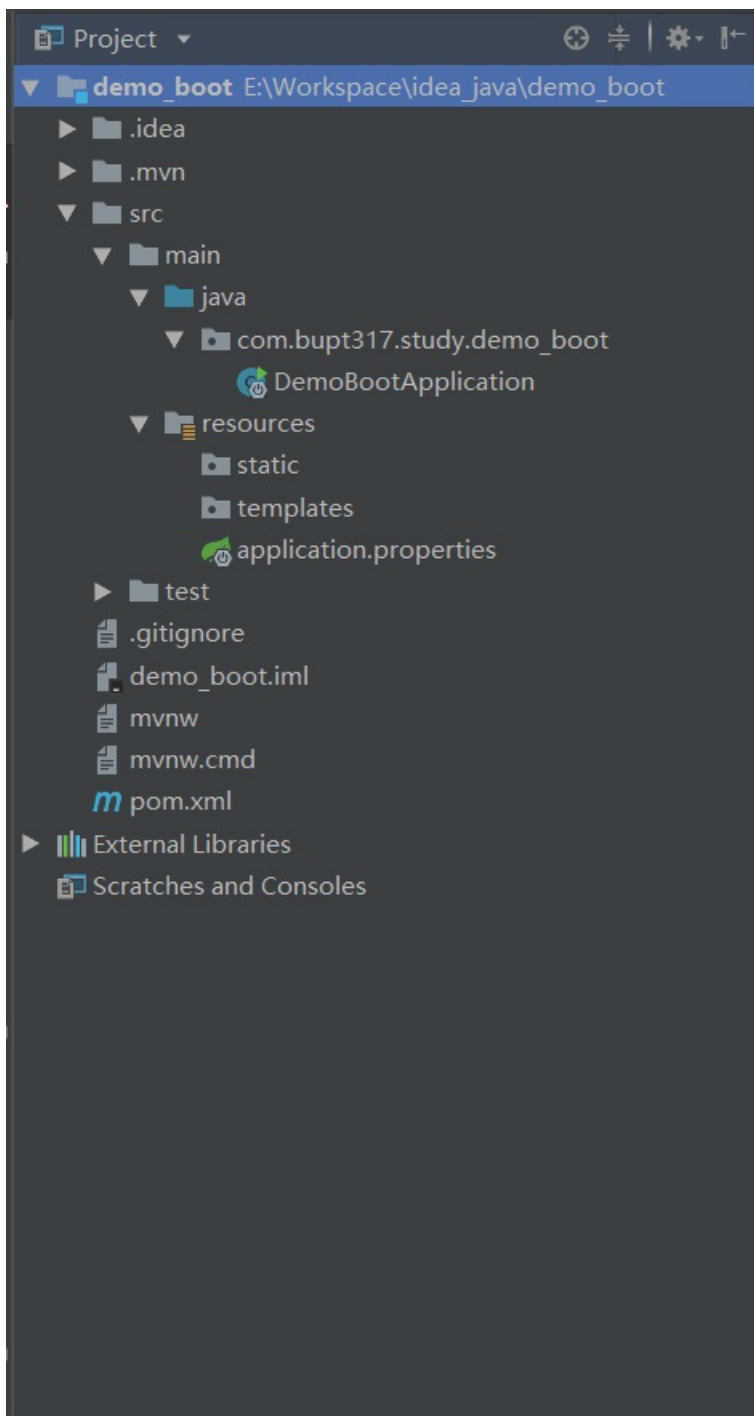 Project
demo_boot E:\Workspace\idea_java\demo_boot
.idea
.mvn
src
main
java
com.bupt317.study.demo_boot
DemoBootApplication
resources
static
templates
application.properties
test
.gitignore
demo_boot.iml
mvnw
mvnw.cmd
m pom.xml
External Libraries
Scratches and Consoles